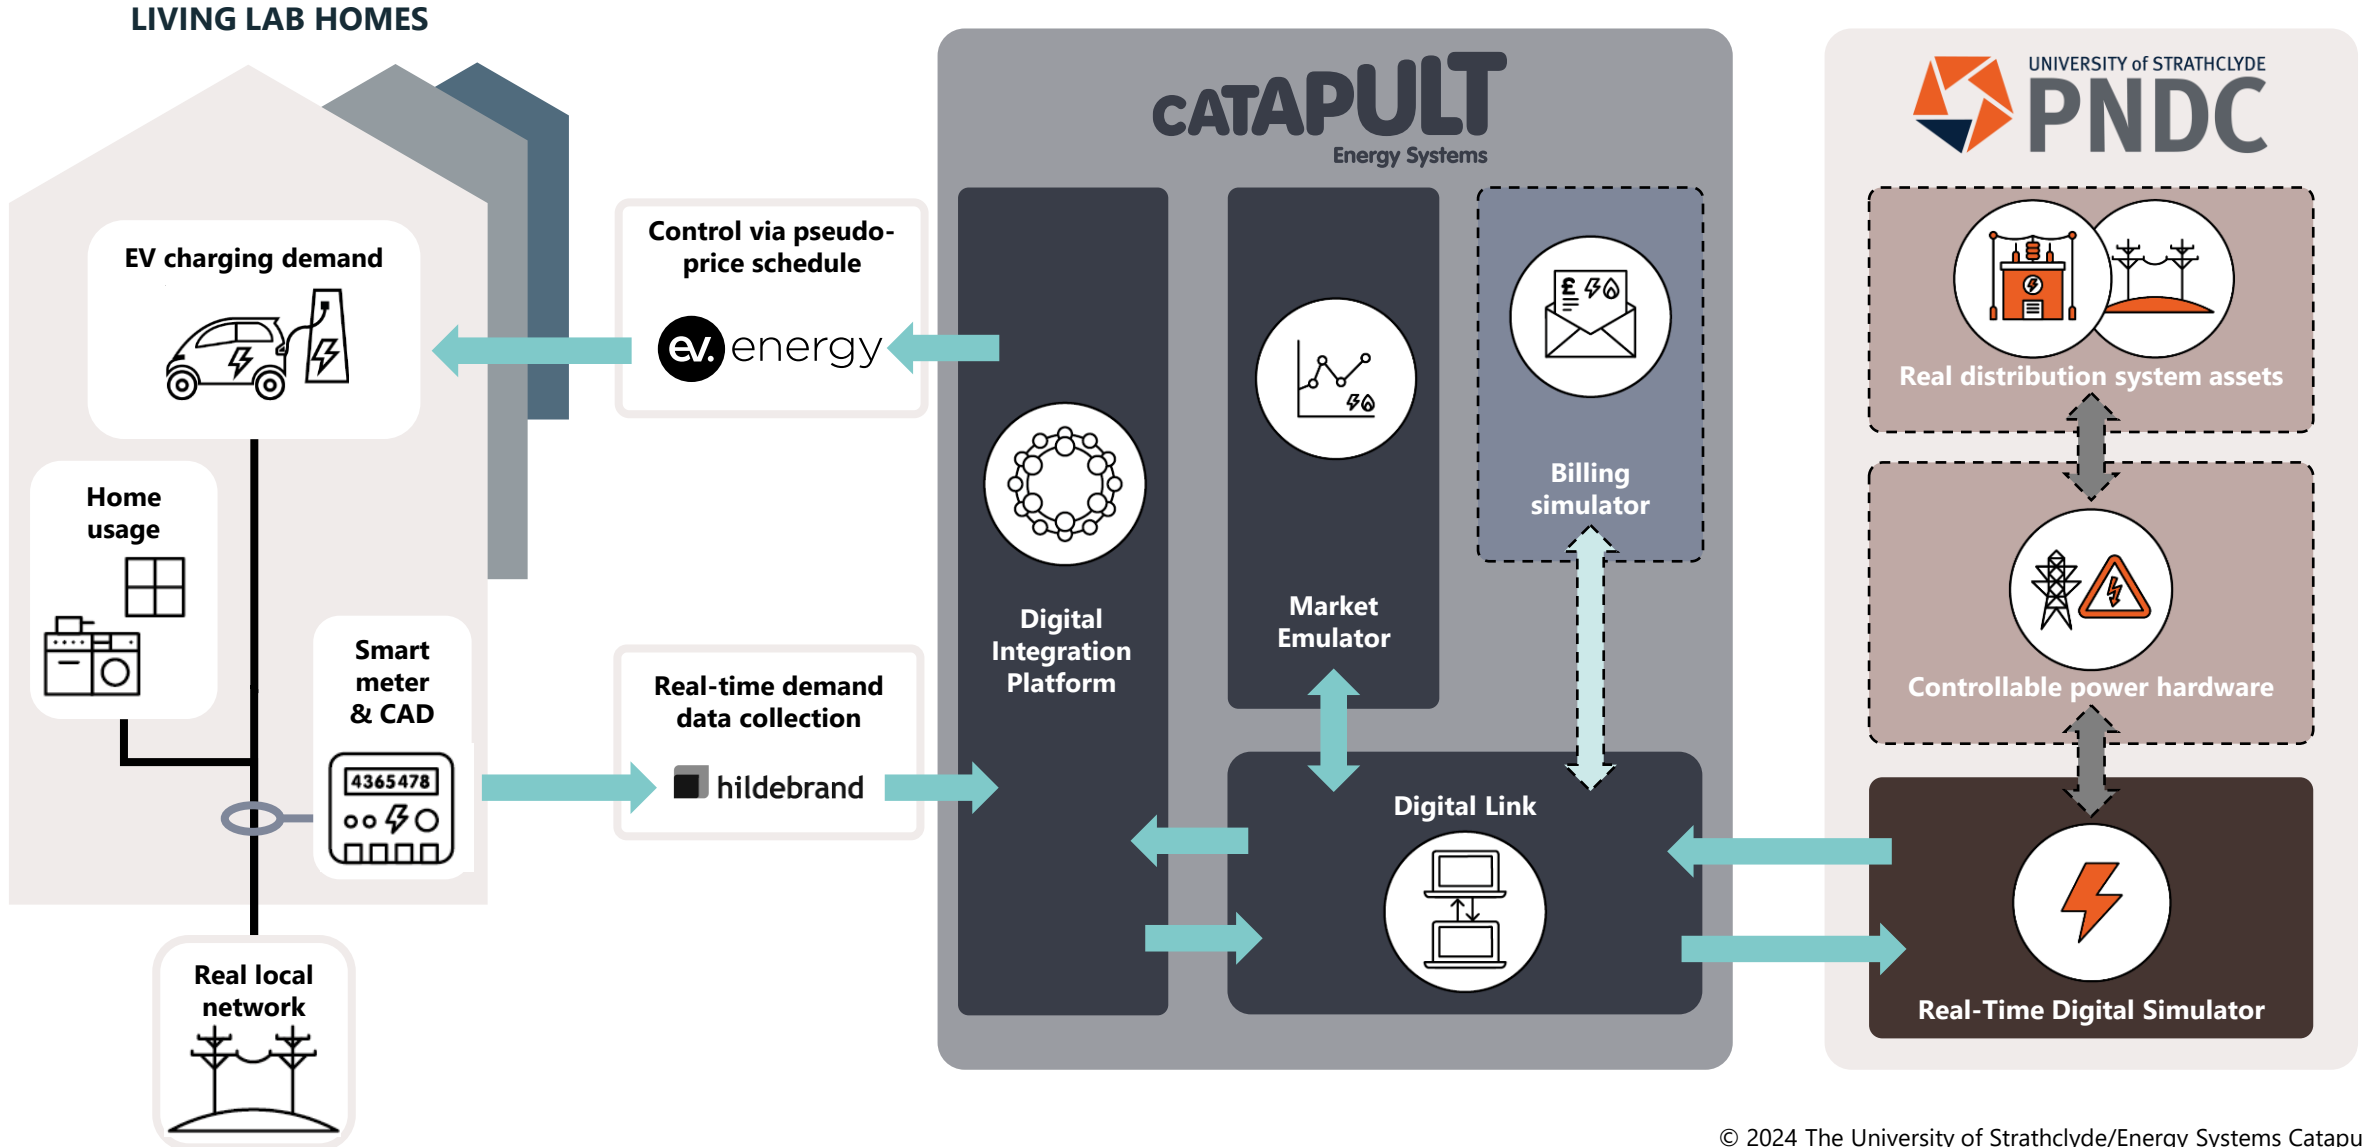 LIVING LAB HOMES
EV charging demand
Home
usage
Smart
meter
& CAD
4365478
Real local
network
Control via pseudo-
price schedule
ev. energy
Real-time demand
data collection
hildebrand
CATAPULT
Energy Systems
Digital
Integration
Platform
Market
Emulator
£
Billing
simulator
Digital Link
UNIVERSITY of STRATHCLYDE
PNDC
Real distribution system assets
Controllable power hardware
Real-Time Digital Simulator
© 2024 The University of Strathclyde/Energy Systems Catapu